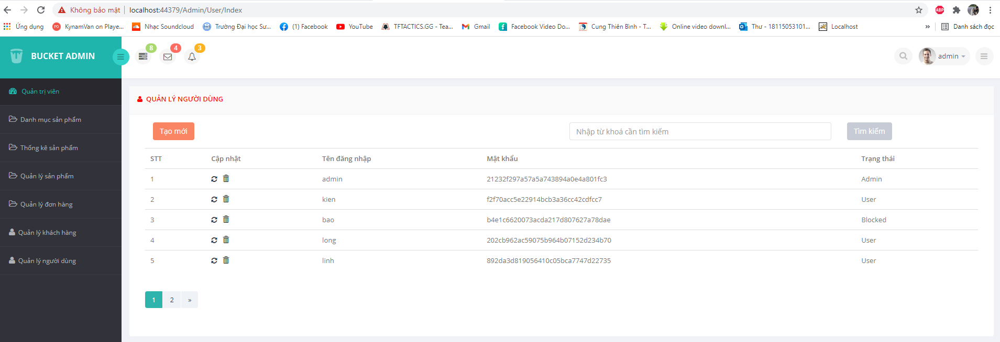 Không bảo mật | localhost:44379/Admin/User/Index
ABP
Ứng dụng KynamVan on Playe... Nhạc Soundcloud Trường Đại học Sư... (1) Facebook YouTube TFTACTICS.GG - Tea... Gmail Facebook Video Do... Cung Thiên Bình - T... Online video downl... Thư - 18115053101... Localhost » Danh sách đọc
BUCKET ADMIN
8 4 3
admin
Quản trị viên
Danh mục sản phẩm
Thống kê sản phẩm
Quản lý sản phẩm
Quản lý đơn hàng
Quản lý khách hàng
Quản lý người dùng
QUẢN LÝ NGƯỜI DÙNG
Tạo mới Nhập từ khoá cần tìm kiếm Tìm kiếm
STT Cập nhật Tên đăng nhập Mật khẩu Trạng thái
1 admin 21232f297a57a5a743894a0e4a801fc3 Admin
2 kien f2f70acc5e22914bcb3a36cc42cdfcc7 User
3 bao b4e1c6620073acda217d807627a78dae Blocked
4 long 202cb962ac59075b964b07152d234b70 User
5 linh 892da3d819056410c05bca7747d22735 User
1 2 »